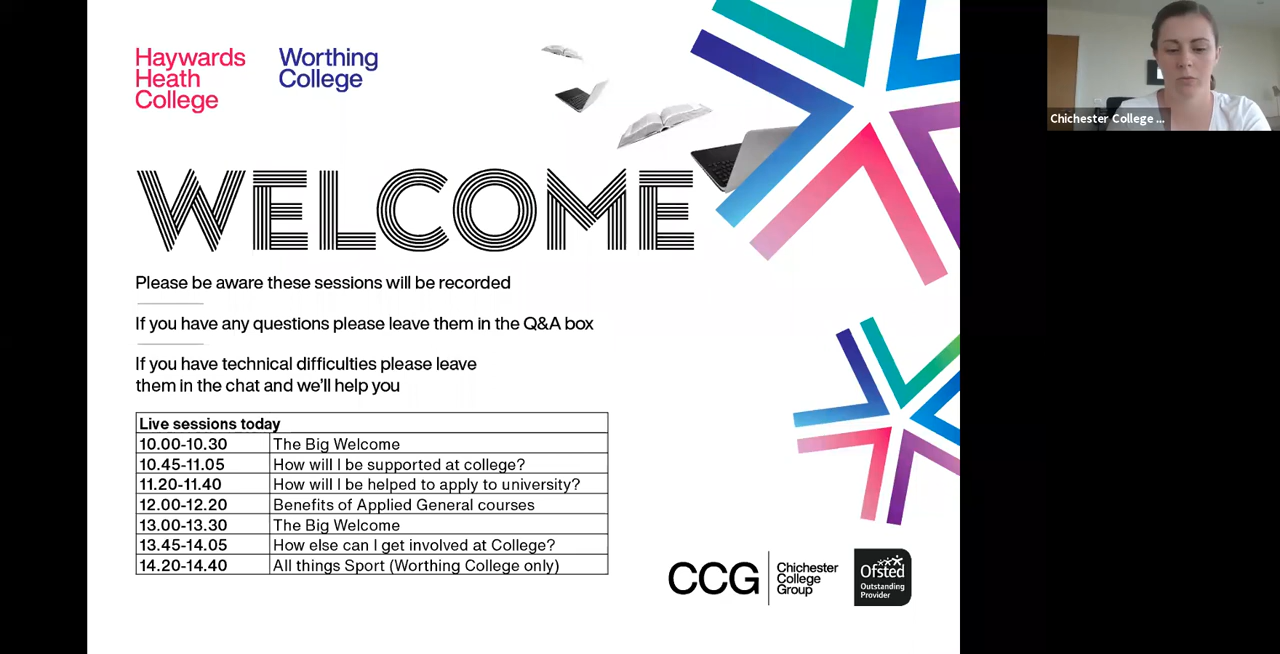 Haywards
Heath
College
Worthing
College
WELCOME
Please be aware these sessions will be recorded
If you have any questions please leave them in the Q&A box
If you have technical difficulties please leave
them in the chat and we'll help you
Live sessions today
10.00-10.30 The Big Welcome
10.45-11.05 How will I be supported at college?
11.20-11.40 How will I be helped to apply to university?
12.00-12.20 Benefits of Applied General courses
13.00-13.30 The Big Welcome
13.45-14.05 How else can I get involved at College?
14.20-14.40 All things Sport (Worthing College only)
CCG
Chichester
College
Group
Ofsted
Outstanding
Provider
Chichester College ...